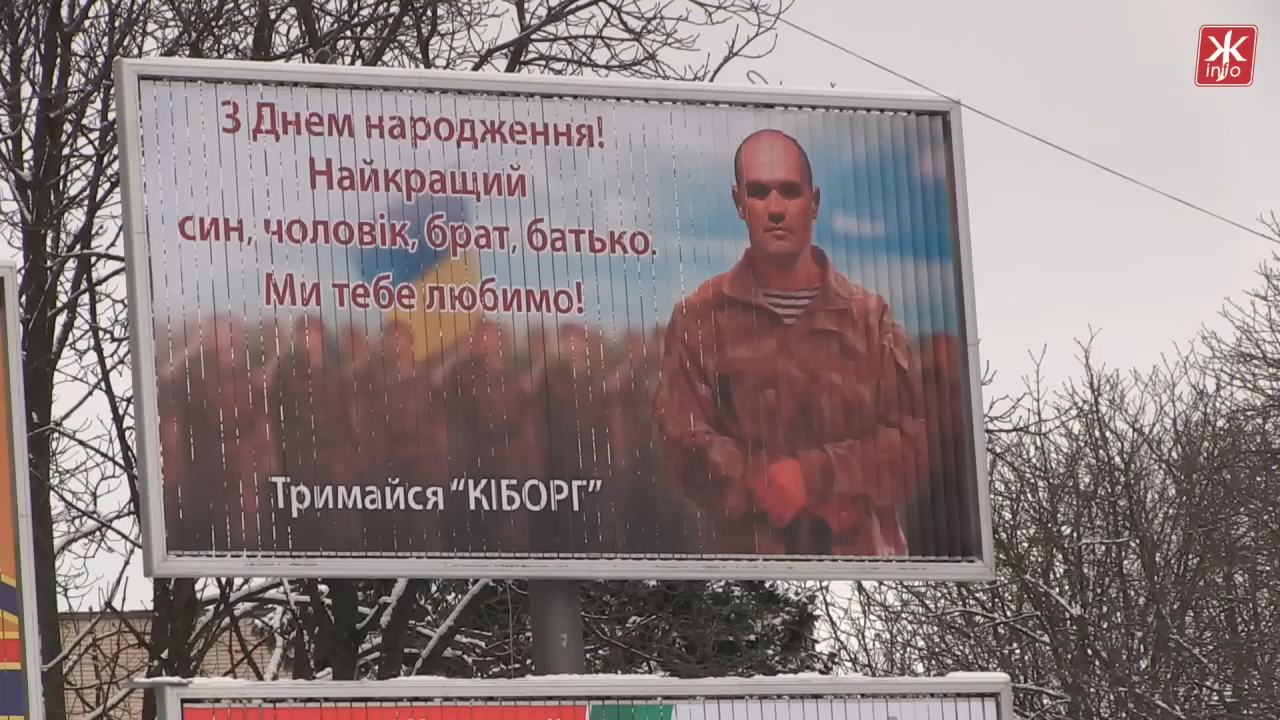 З Днем народження!
Найкращий
син, чоловік, брат, батько.
Ми тебе любимо!
Тримайся “КІБОРГ”
Ж
info